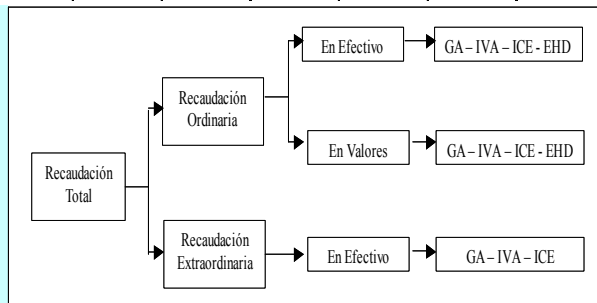 En Efectivo
GA – IVA – ICE - EHD
Recaudación
Ordinaria
En Valores
GA – IVA – ICE - EHD
Recaudación
Total
Recaudación
Extraordinaria
En Efectivo
GA – IVA – ICE